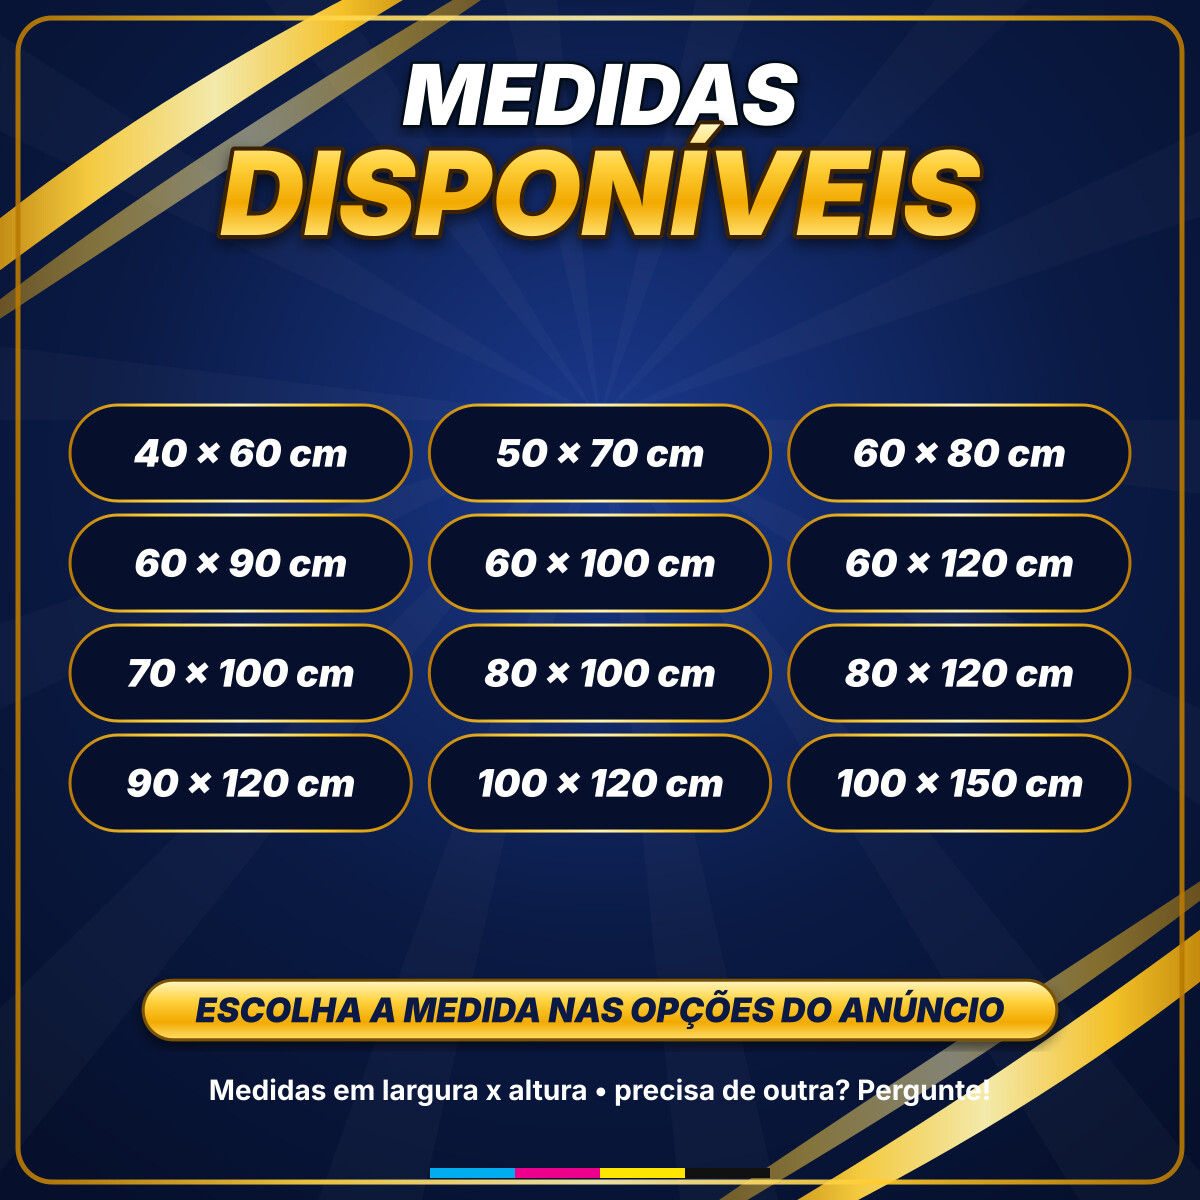 MEDIDAS
DISPONÍVEIS
40 × 60 cm
50 × 70 cm
60 × 80 cm
60 × 90 cm
60 × 100 cm
60 × 120 cm
70 × 100 cm
80 × 100 cm
80 × 120 cm
90 × 120 cm
100 × 120 cm
100 × 150 cm
ESCOLHA A MEDIDA NAS OPÇÕES DO ANÚNCIO
Medidas em largura x altura • precisa de outra? Pergunte!